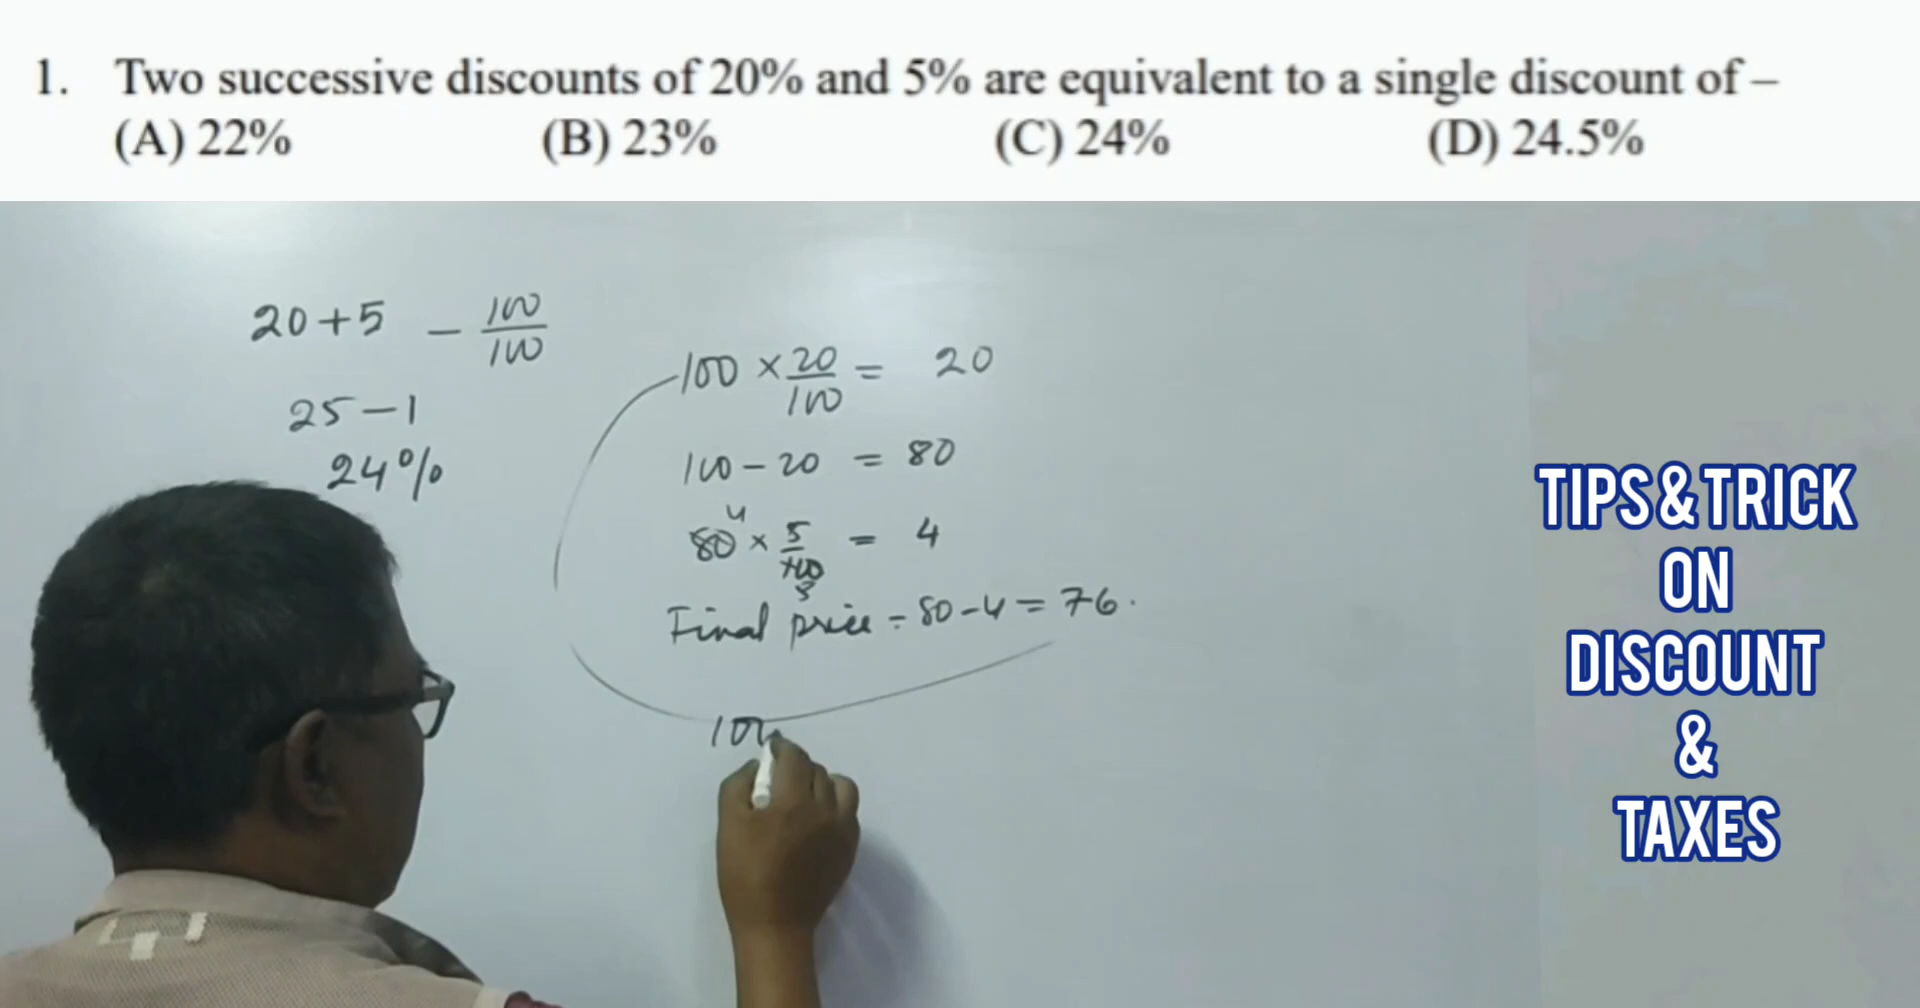 1. Two successive discounts of 20% and 5% are equivalent to a single discount of –
(A) 22% (B) 23% (C) 24% (D) 24.5%
20+5 - 100/100
25-1
24%
100 × 20/100 = 20
100 - 20 = 80
80 4 × 5/100 = 4
Final price = 80-4 = 76.
100
TIPS & TRICK
ON
DISCOUNT
&
TAXES